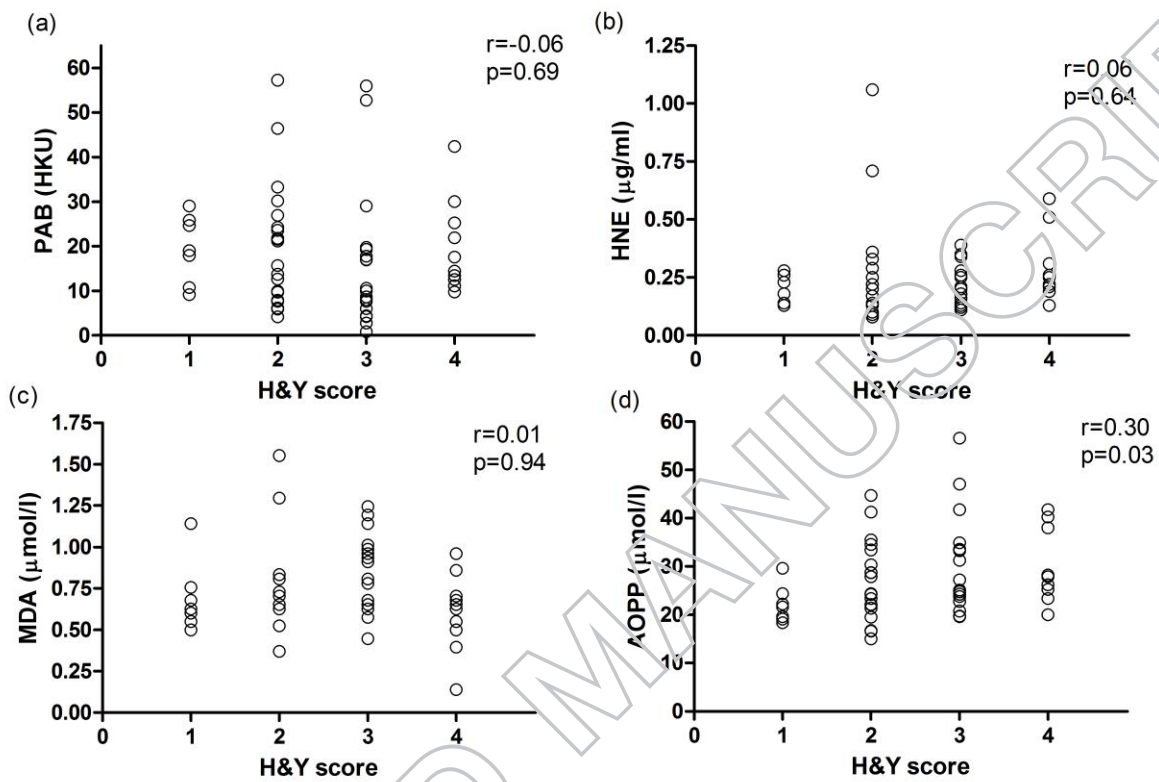 (a)
r=-0.06
p=0.69
PAB (HKU)
60
50
40
30
20
10
0
0 1 2 3 4
H&Y score
(b)
r=0.06
p=0.64
HNE (μg/ml)
1.25
1.00
0.75
0.50
0.25
0.00
0 1 2 3 4
H&Y score
(c)
r=0.01
p=0.94
MDA (μmol/l)
1.75
1.50
1.25
1.00
0.75
0.50
0.25
0.00
0 1 2 3 4
H&Y score
(d)
r=0.30
p=0.03
AOPP (μmol/l)
60
50
40
30
20
10
0
0 1 2 3 4
H&Y score
D MANUSCRIP